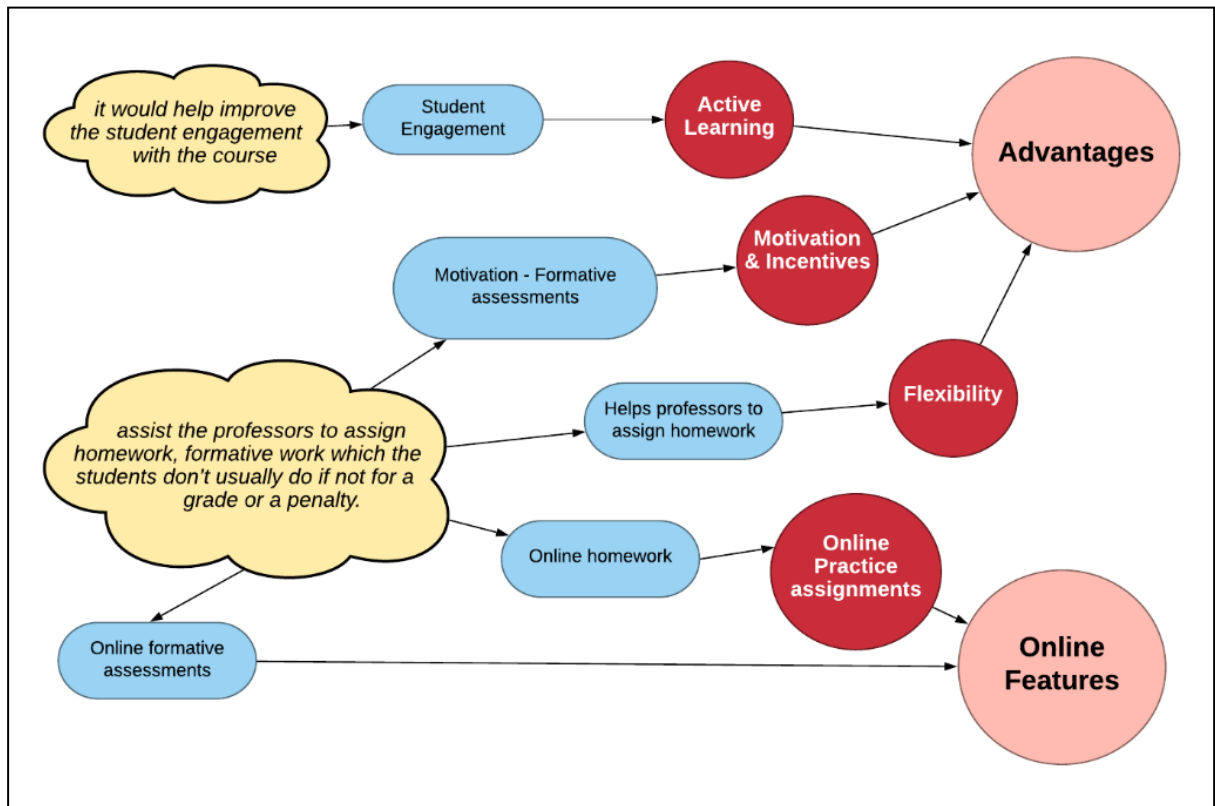 it would help improve
the student engagement
with the course
Student
Engagement
Active
Learning
Advantages
Motivation - Formative
assessments
Motivation
& Incentives
assist the professors to assign
homework, formative work which the
students don't usually do if not for a
grade or a penalty.
Helps professors to
assign homework
Flexibility
Online homework
Online
Practice
assignments
Online formative
assessments
Online
Features